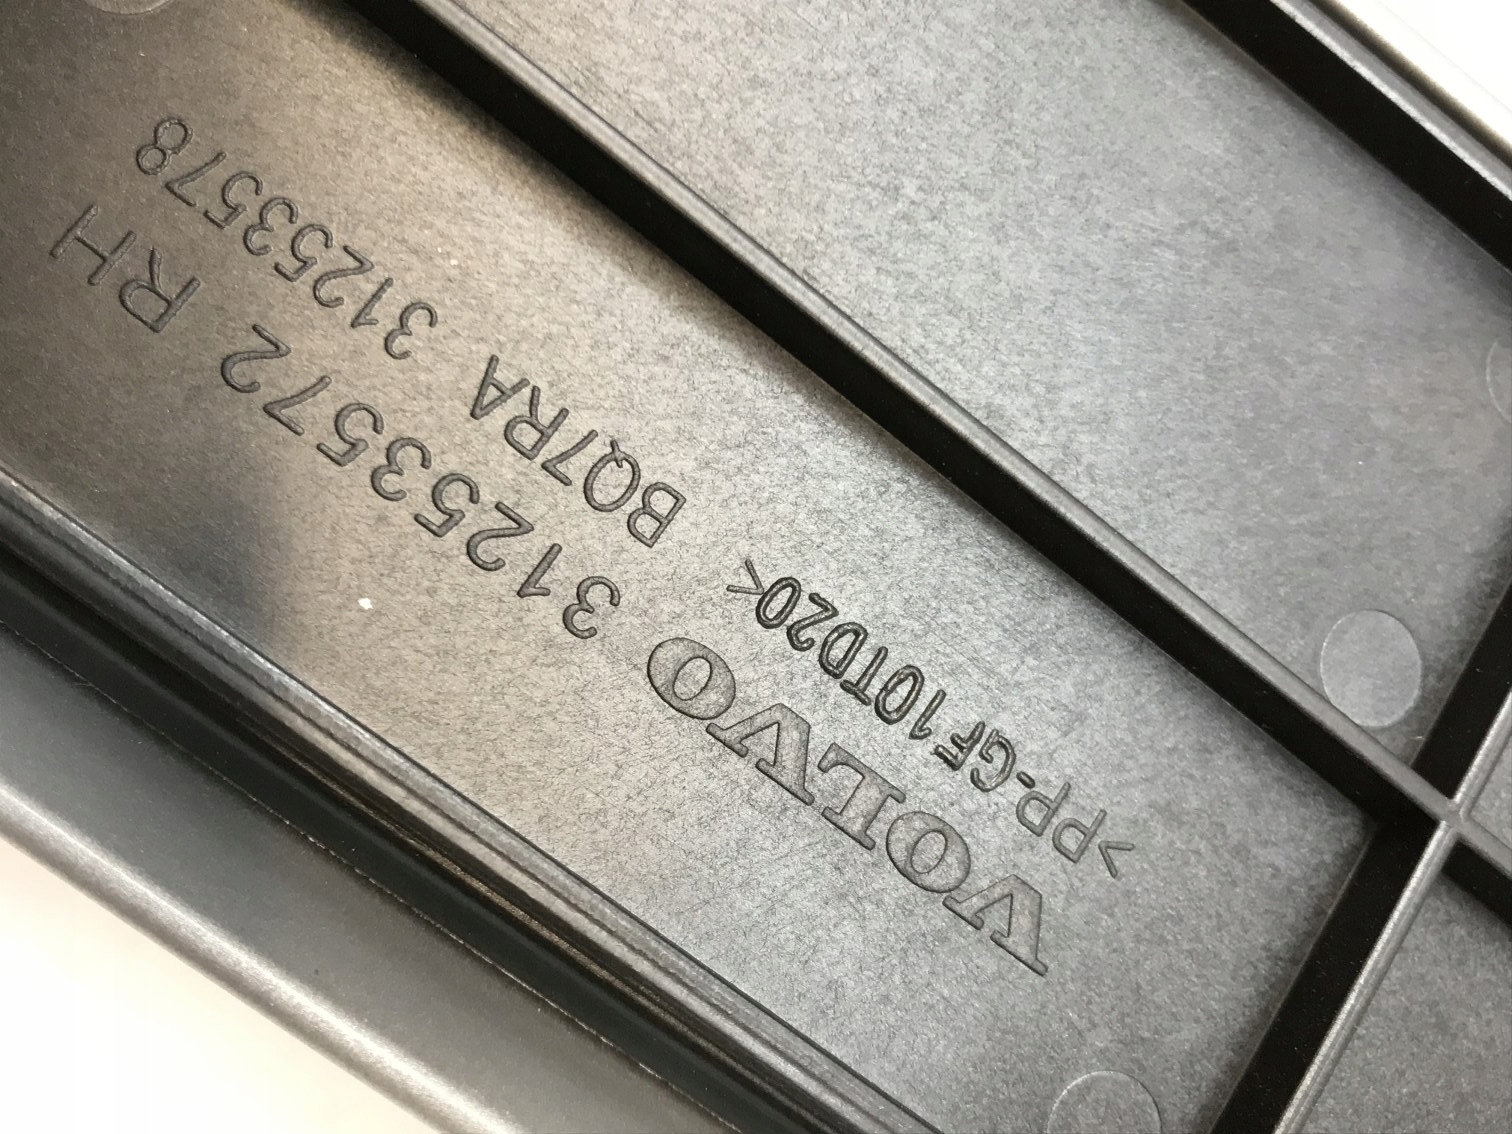 VOLVO 31253572 RH
>PP-GF10TD20< BQ7RA 31253578